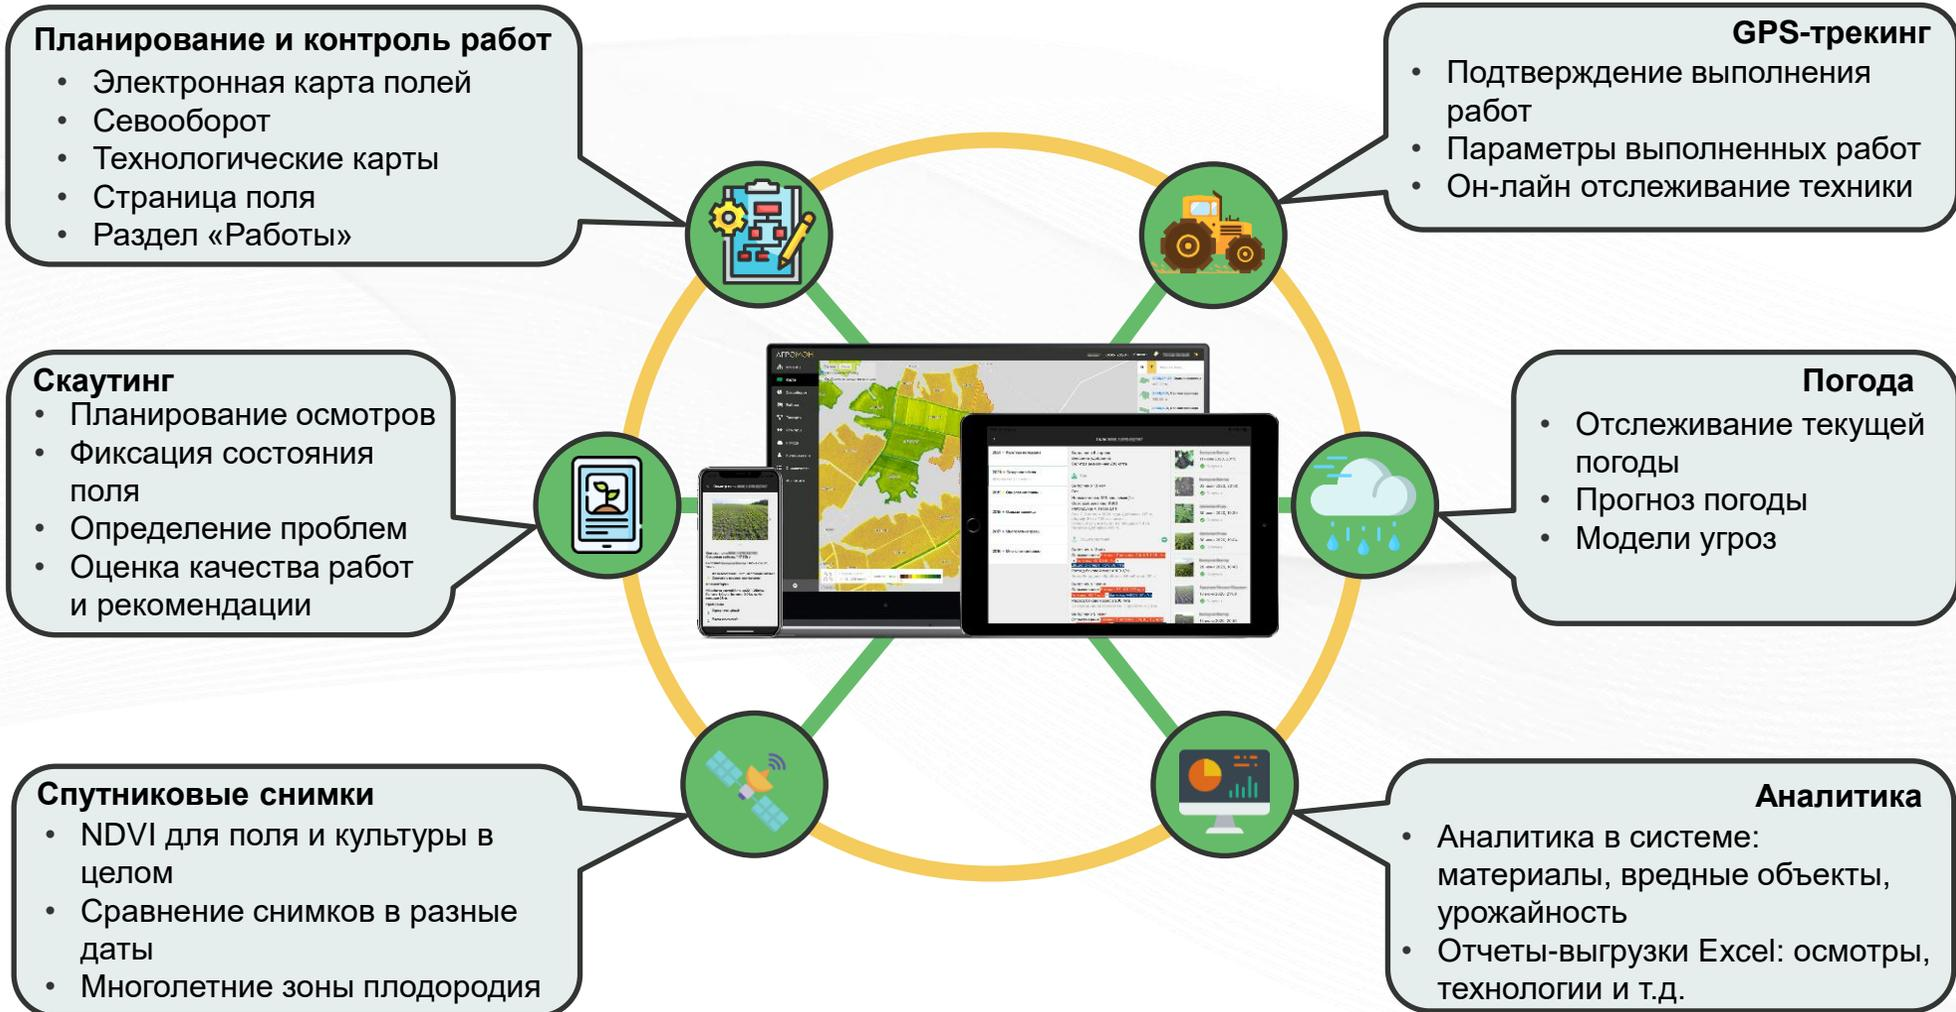 Планирование и контроль работ
• Электронная карта полей
• Севооборот
• Технологические карты
• Страница поля
• Раздел «Работы»
GPS-трекинг
• Подтверждение выполнения
работ
• Параметры выполненных работ
• Он-лайн отслеживание техники
Скаутинг
• Планирование осмотров
• Фиксация состояния
поля
• Определение проблем
• Оценка качества работ
и рекомендации
АГРОМОН
Погода
• Отслеживание текущей
погоды
• Прогноз погоды
• Модели угроз
Спутниковые снимки
• NDVI для поля и культуры в
целом
• Сравнение снимков в разные
даты
• Многолетние зоны плодородия
Аналитика
• Аналитика в системе:
материалы, вредные объекты,
урожайность
• Отчеты-выгрузки Excel: осмотры,
технологии и т.д.